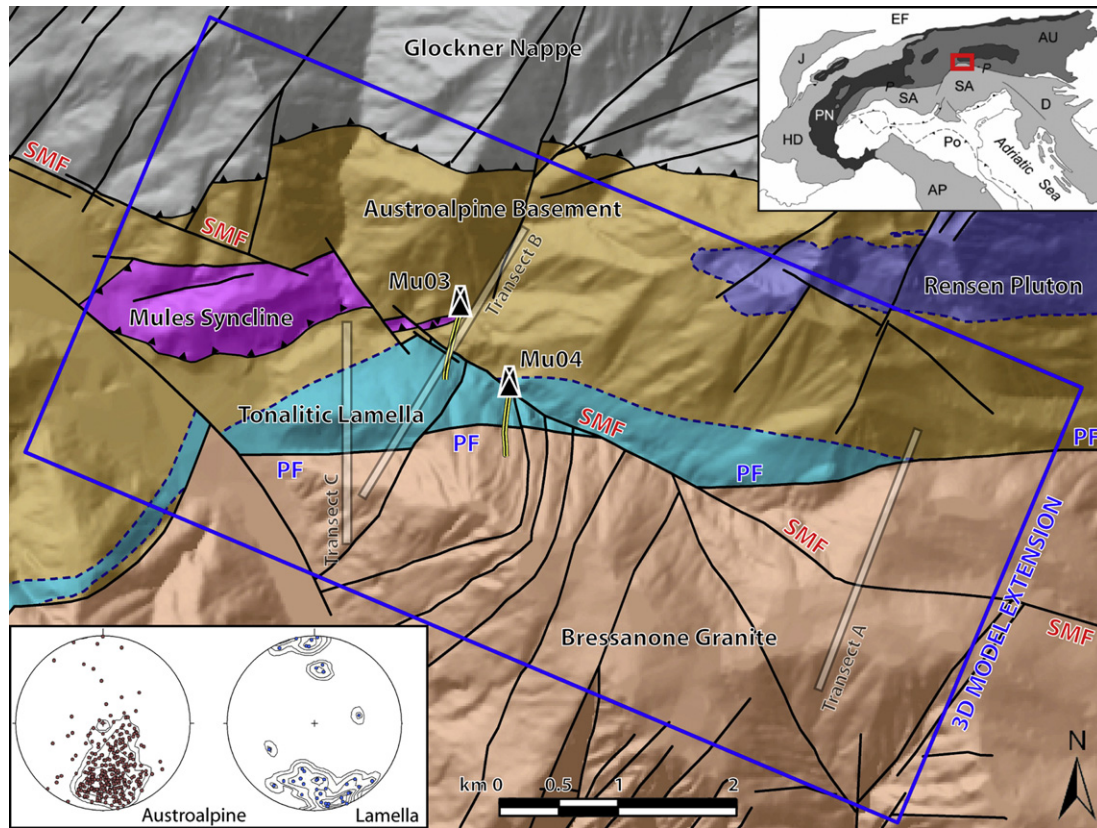 Glockner Nappe
EF
AU
J
P
P
SA
SA
D
PN
HD
Po
Adriatic
Sea
AP
SMF
SMF
Austroalpine Basement
Transect B
Mu03
Mules Syncline
Rensen Pluton
Mu04
Tonalitic Lamella
SMF
PF
PF
PF
PF
Transect C
SMF
SMF
Bressanone Granite
Transect A
3D MODEL EXTENSION
N
km 0 0.5 1 2
Austroalpine
Lamella